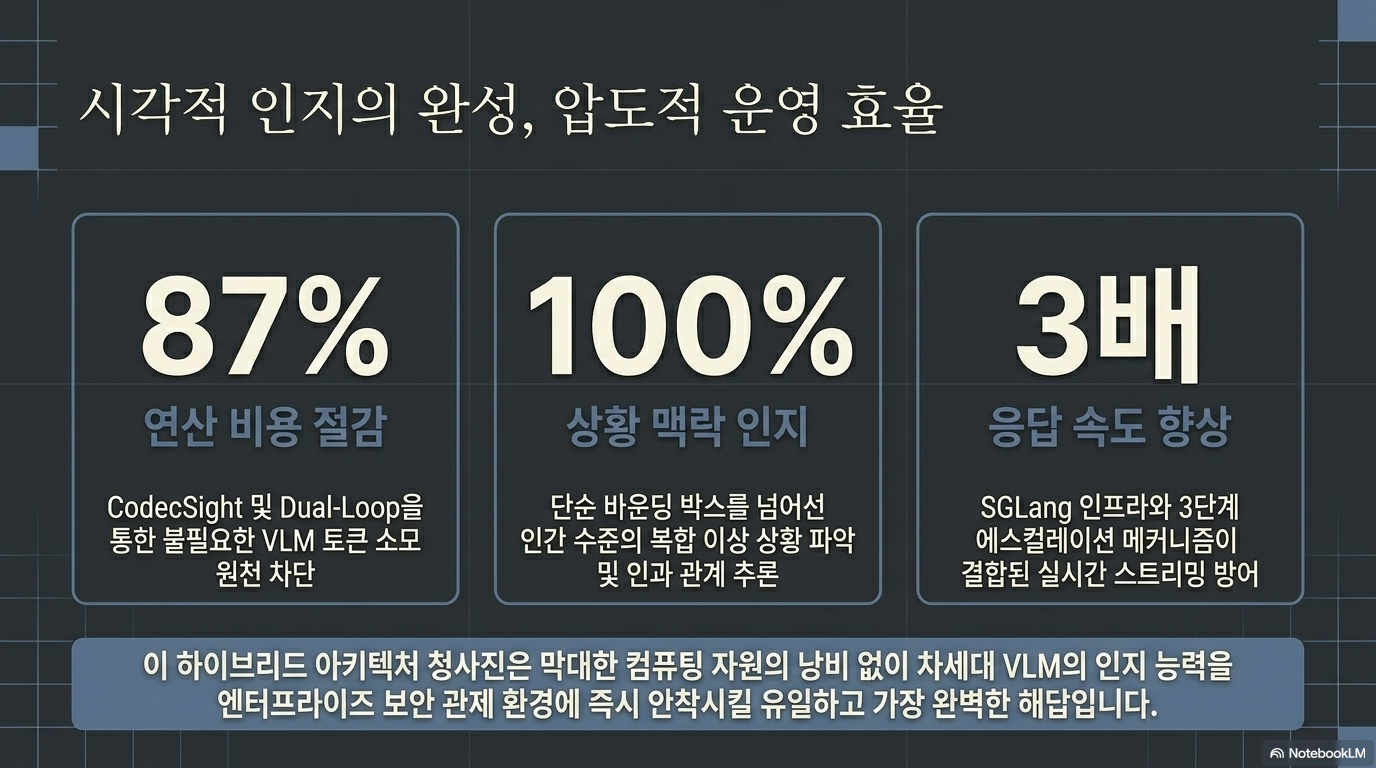 시각적 인지의 완성, 압도적 운영 효율
87%
연산 비용 절감
CodecSight 및 Dual-Loop을
통한 불필요한 VLM 토큰 소모
원천 차단
100%
상황 맥락 인지
단순 바운딩 박스를 넘어선
인간 수준의 복합 이상 상황 파악
및 인과 관계 추론
3배
응답 속도 향상
SGLang 인프라와 3단계
에스컬레이션 메커니즘이
결합된 실시간 스트리밍 방어
이 하이브리드 아키텍처 청사진은 막대한 컴퓨팅 자원의 낭비 없이 차세대 VLM의 인지 능력을
엔터프라이즈 보안 관제 환경에 즉시 안착시킬 유일하고 가장 완벽한 해답입니다.
NotebookLM